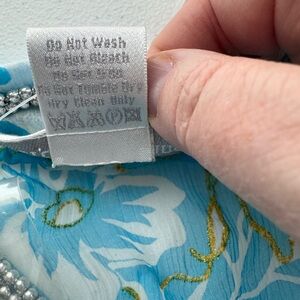 Do Not Wash
Do Not Bleach
Do Not Iron
Do Not Tumble Dry
Dry Clean Only